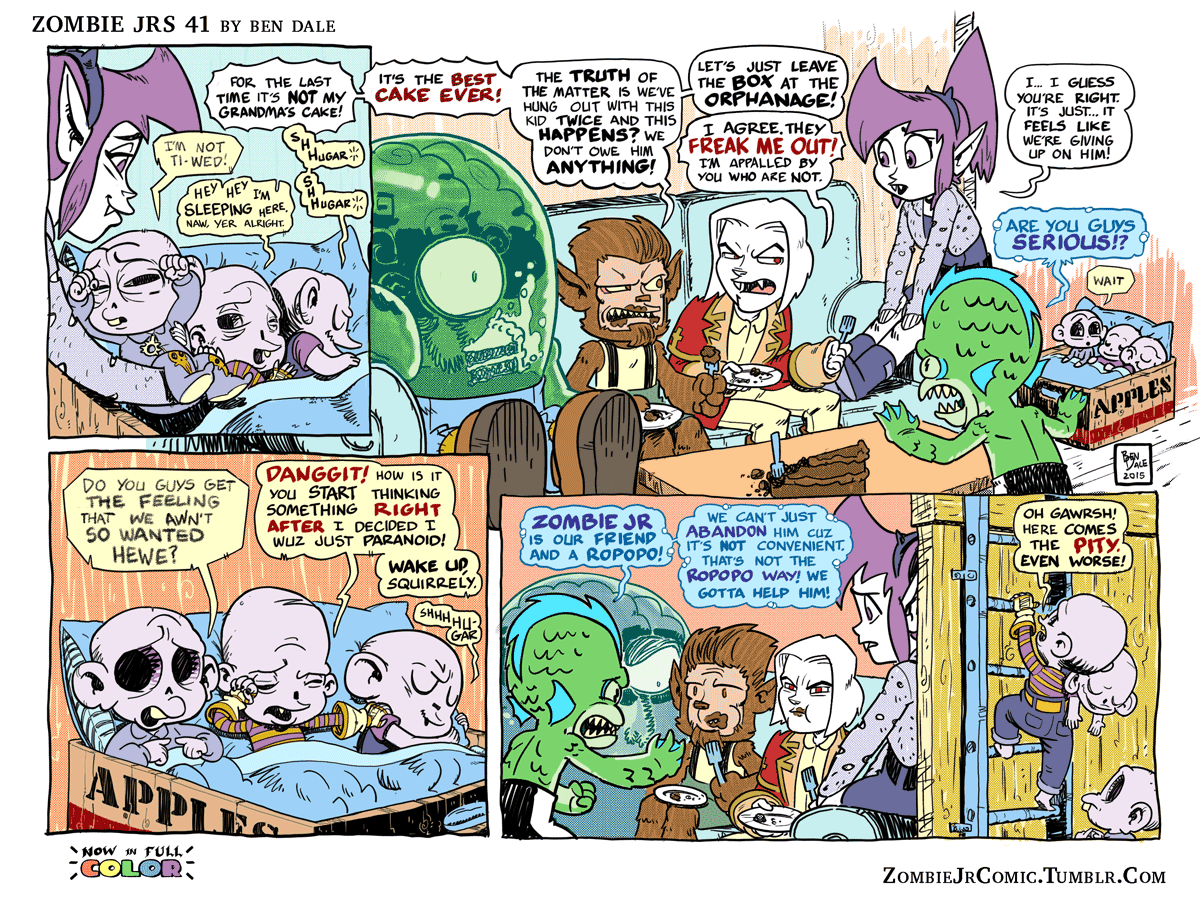 ZOMBIE JRS 41 BY BEN DALE
FOR THE LAST
TIME IT'S NOT MY
GRANDMA'S CAKE!
I'M NOT
TI-WED!
HEY HEY I'M
SLEEPING HERE,
NAW, YER ALRIGHT.
SHHUGAR
SHHUGAR
IT'S THE BEST
CAKE EVER!
THE TRUTH OF
THE MATTER IS WE'VE
HUNG OUT WITH THIS
KID TWICE AND THIS
HAPPENS? WE
DON'T OWE HIM
ANYTHING!
LET'S JUST LEAVE
THE BOX AT THE
ORPHANAGE!
I AGREE. THEY
FREAK ME OUT!
I'M APPALLED BY
YOU WHO ARE NOT.
I... I GUESS
YOU'RE RIGHT.
IT'S JUST... IT
FEELS LIKE
WE'RE GIVING
UP ON HIM!
ARE YOU GUYS
SERIOUS!?
WAIT
APPLES
BEN
DALE
2015
DO YOU GUYS GET
THE FEELING
THAT WE AWN'T
SO WANTED
HEWE?
DANGGIT! HOW IS IT
YOU START THINKING
SOMETHING RIGHT
AFTER I DECIDED I
WUZ JUST PARANOID!
WAKE UP,
SQUIRRELY.
SHHHU-
GAR
APPLES
ZOMBIE JR
IS OUR FRIEND
AND A ROPOPO!
WE CAN'T JUST
ABANDON HIM CUZ
IT'S NOT CONVENIENT.
THAT'S NOT THE
ROPOPO WAY! WE
GOTTA HELP HIM!
OH GAWRSH!
HERE COMES
THE PITY.
EVEN WORSE!
NOW IN FULL
COLOR
ZOMBIEJRCOMIC.TUMBLR.COM